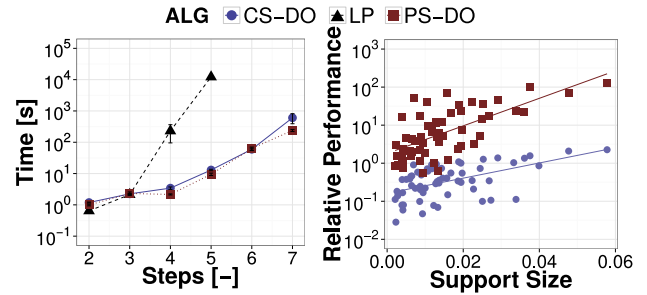 ALG CS-DO LP PS-DO
Time [s]
10^5
10^4
10^3
10^2
10^1
10^0
10^−1
2 3 4 5 6 7
Steps [-]
Relative Performance
10^3
10^2
10^1
10^0
10^−1
10^−2
0.00 0.02 0.04 0.06
Support Size